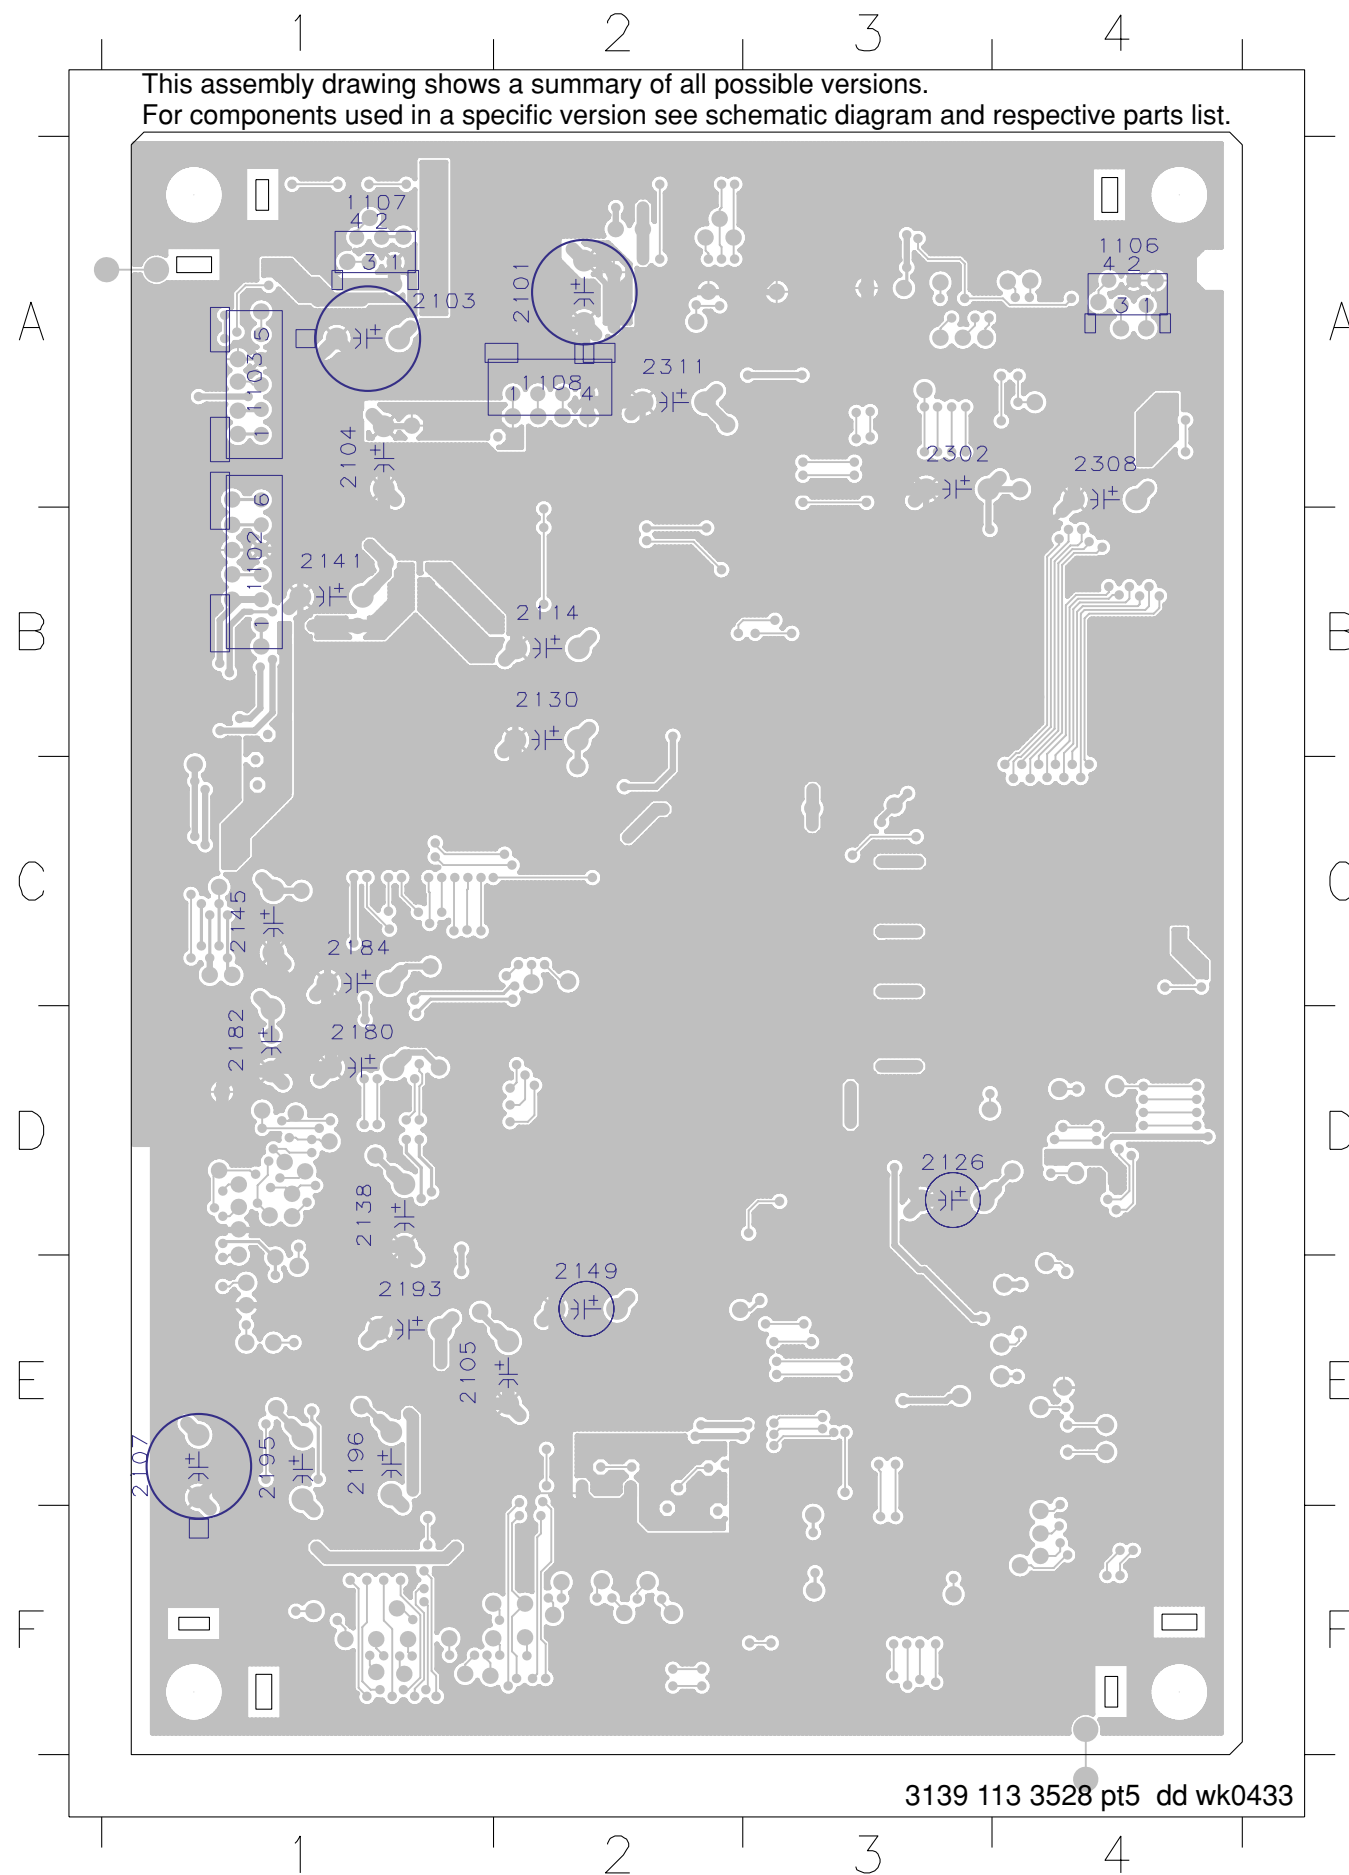 1 2 3 4
This assembly drawing shows a summary of all possible versions.
For components used in a specific version see schematic diagram and respective parts list.
1107
4 2
3 1
1106
4 2
3 1
2103
2101
A
A
1103
5
1
2311
1108
1
4
2104
2302
2308
1102
6
1
2141
B
B
2114
2130
C
C
2145
2184
2182
2180
D
D
2126
2138
2149
2193
2105
E
E
2107
2195
2196
F
F
3139 113 3528 pt5 dd wk0433
1 2 3 4